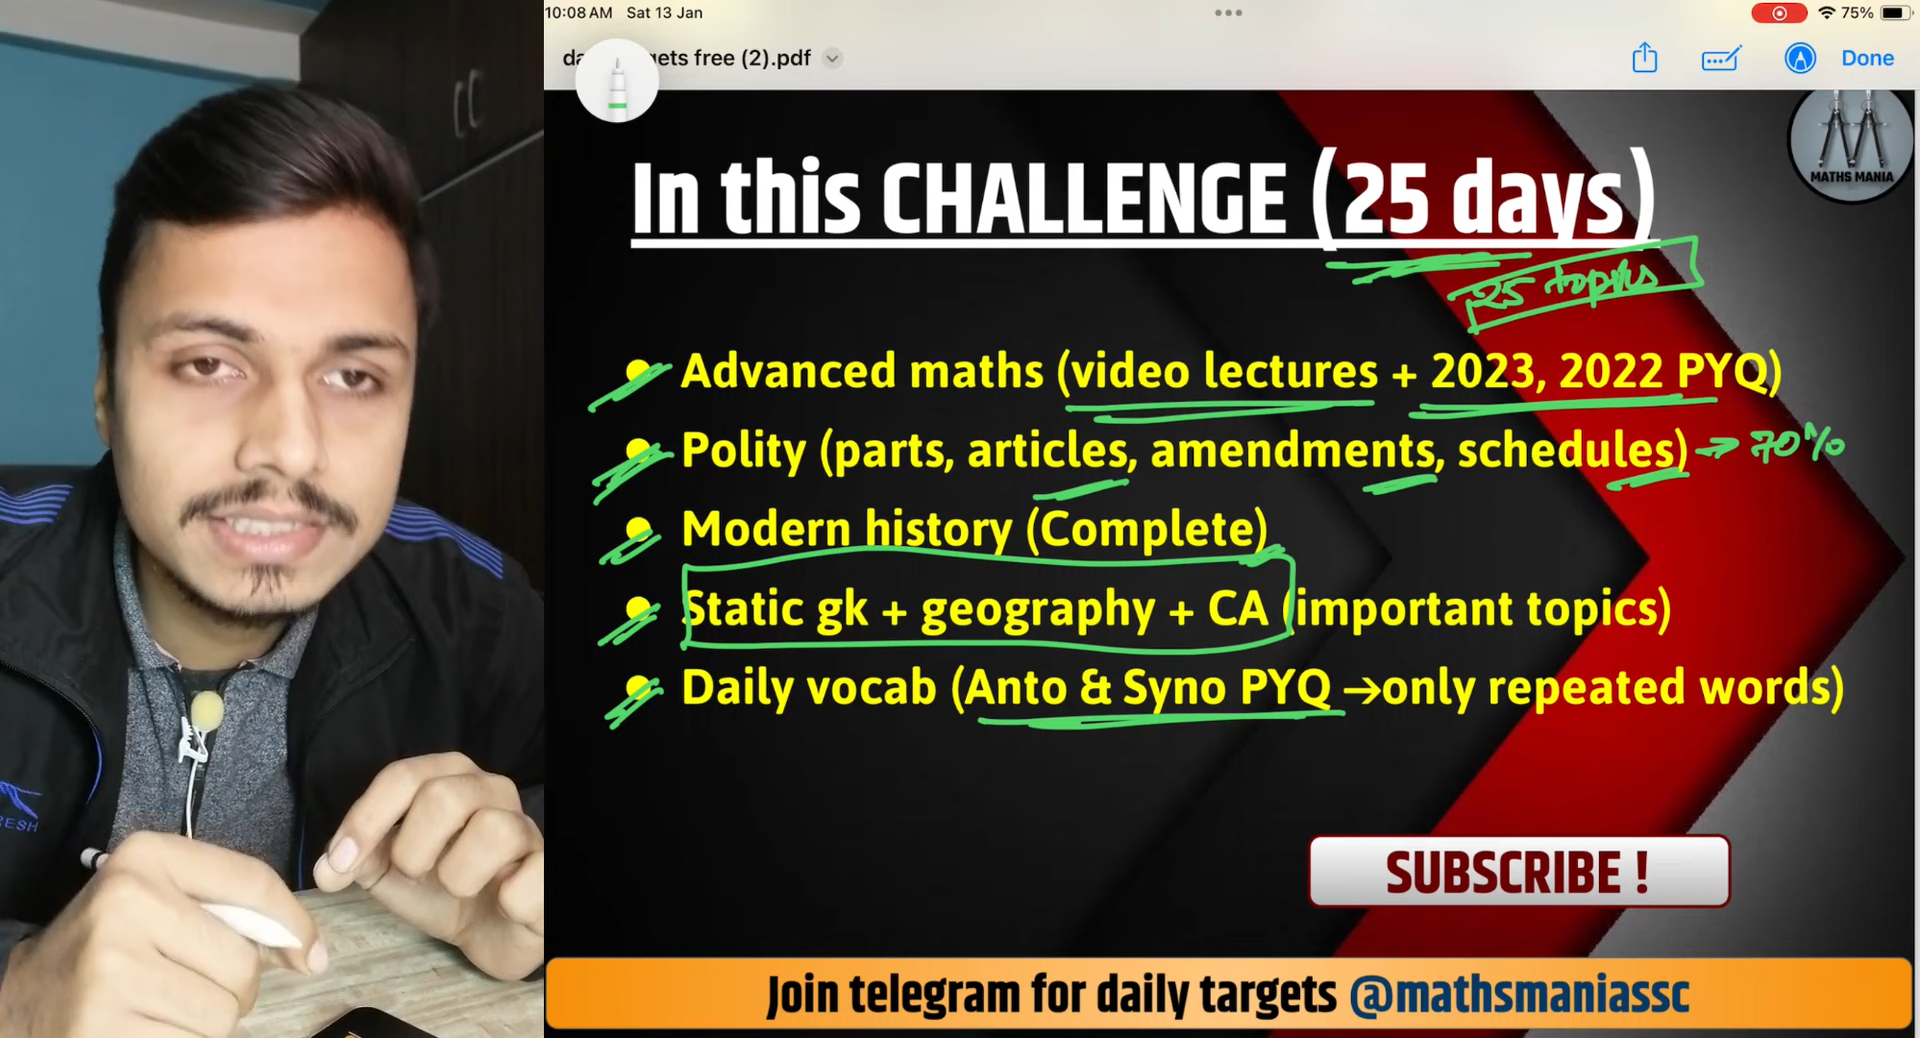 10:08 AM Sat 13 Jan
75%
ets free (2).pdf
Done
MATHS MANIA
In this CHALLENGE (25 days)
25 topics
Advanced maths (video lectures + 2023, 2022 PYQ)
Polity (parts, articles, amendments, schedules) → 70%
Modern history (Complete)
Static gk + geography + CA (important topics)
Daily vocab (Anto & Syno PYQ →only repeated words)
SUBSCRIBE !
Join telegram for daily targets @mathsmaniassc
RESH